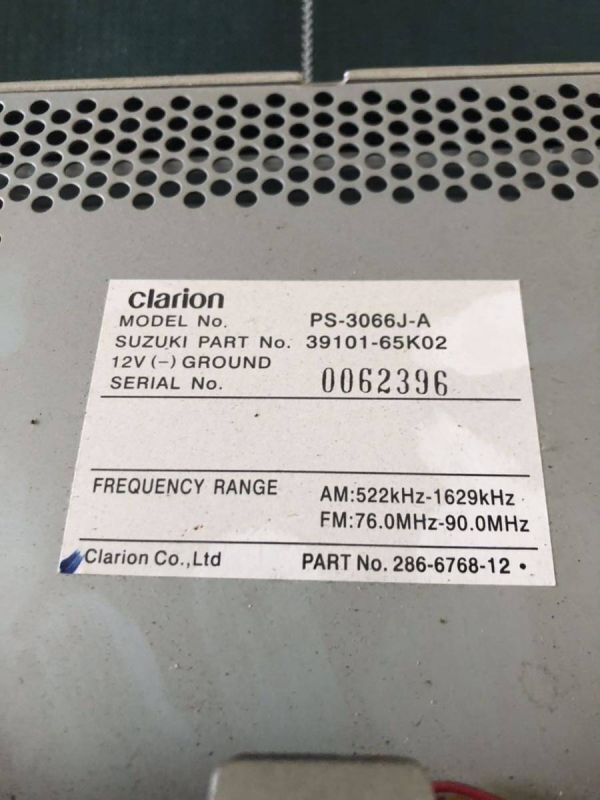 clarion
MODEL No. PS-3066J-A
SUZUKI PART No. 39101-65K02
12V (-) GROUND
SERIAL No. 0062396
FREQUENCY RANGE AM:522kHz-1629kHz
FM:76.0MHz-90.0MHz
Clarion Co.,Ltd PART No. 286-6768-12 •